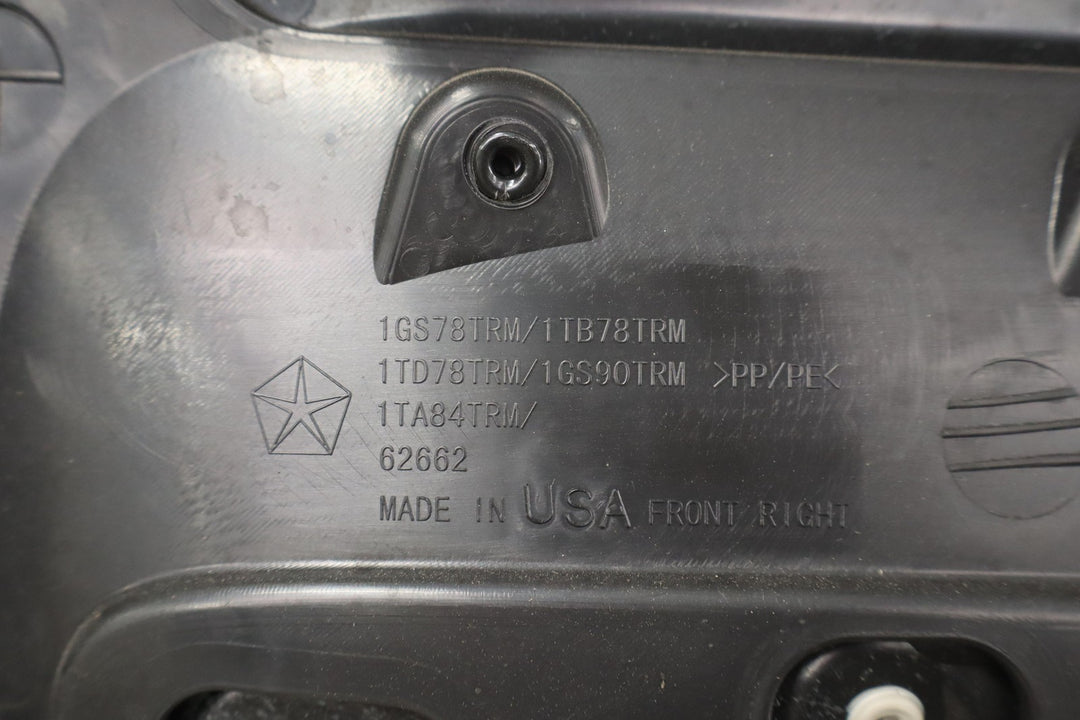 1GS78TRM/1TB78TRM
1TD78TRM/1GS90TRM >PP/PE<
1TA84TRM/
62662
MADE IN USA FRONT RIGHT